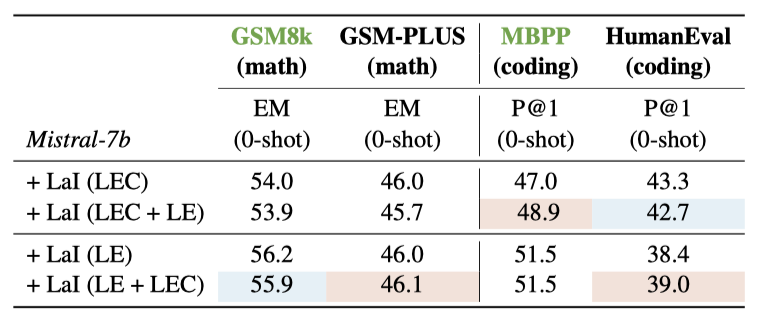 GSM8k GSM-PLUS MBPP HumanEval
(math) (math) (coding) (coding)
EM EM P@1 P@1
Mistral-7b (0-shot) (0-shot) (0-shot) (0-shot)
+ LaI (LEC) 54.0 46.0 47.0 43.3
+ LaI (LEC + LE) 53.9 45.7 48.9 42.7
+ LaI (LE) 56.2 46.0 51.5 38.4
+ LaI (LE + LEC) 55.9 46.1 51.5 39.0